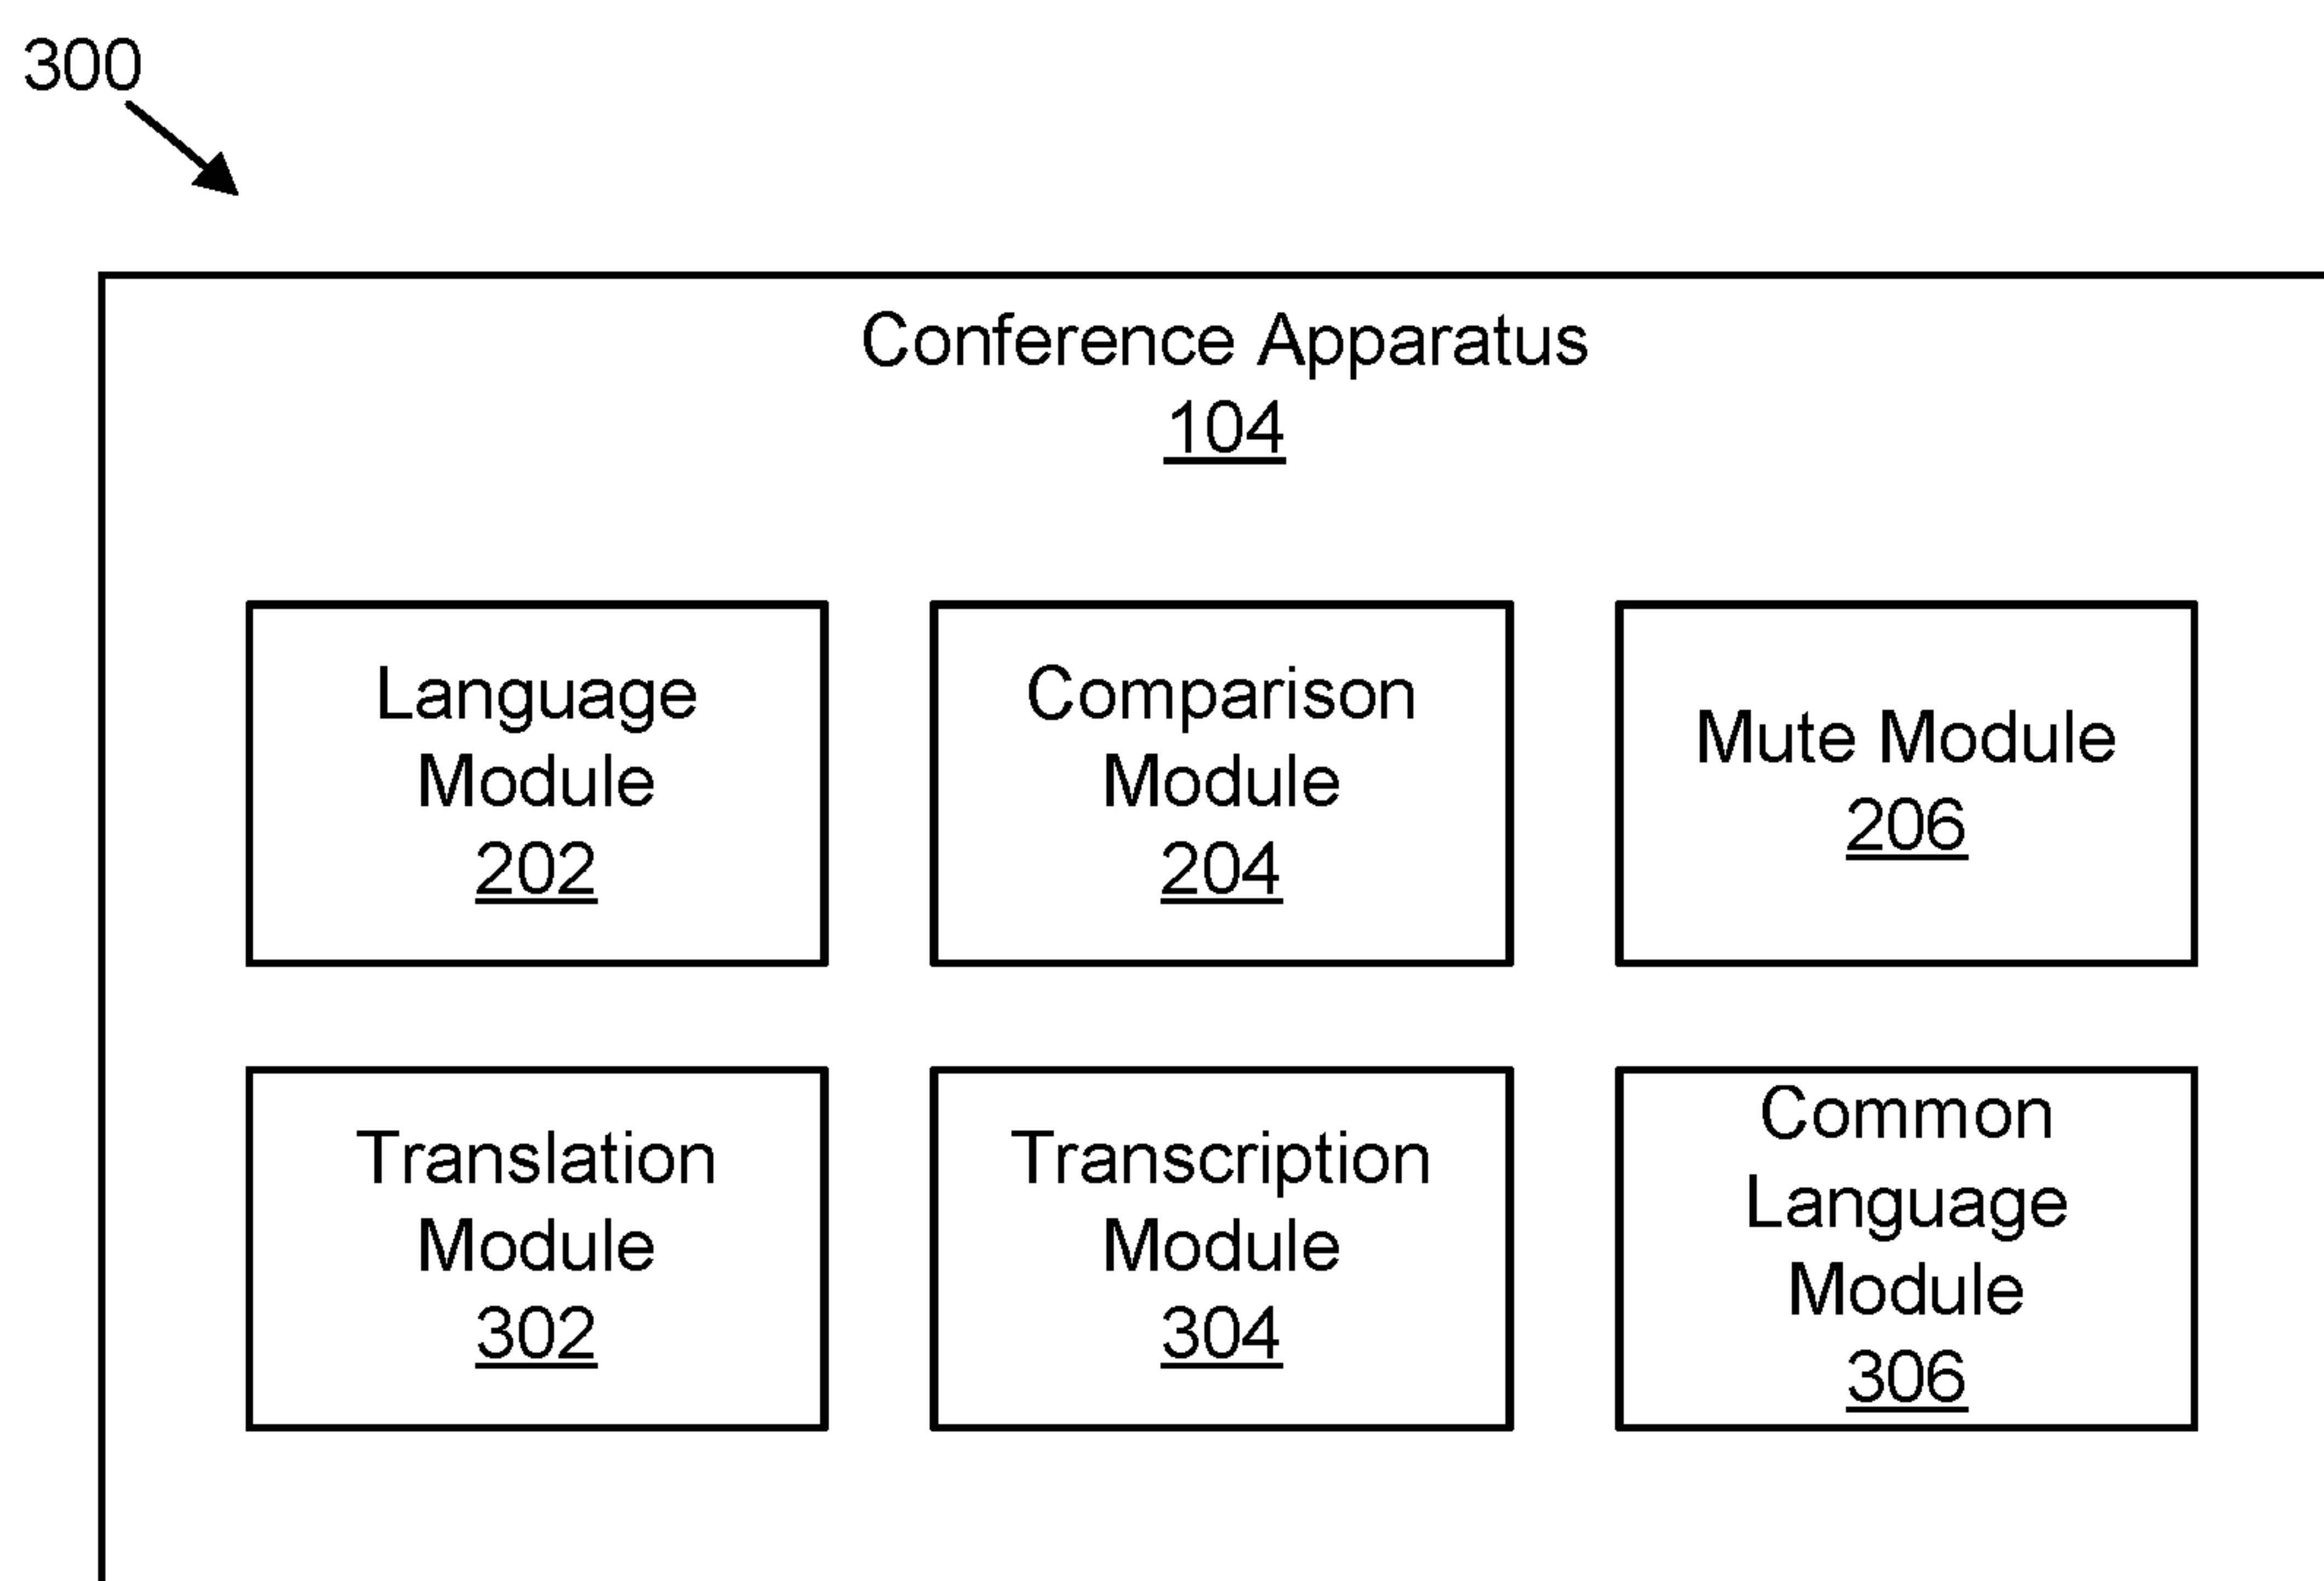 300
Conference Apparatus
104
Language
Module
202
Comparison
Module
204
Mute Module
206
Translation
Module
302
Transcription
Module
304
Common
Language
Module
306